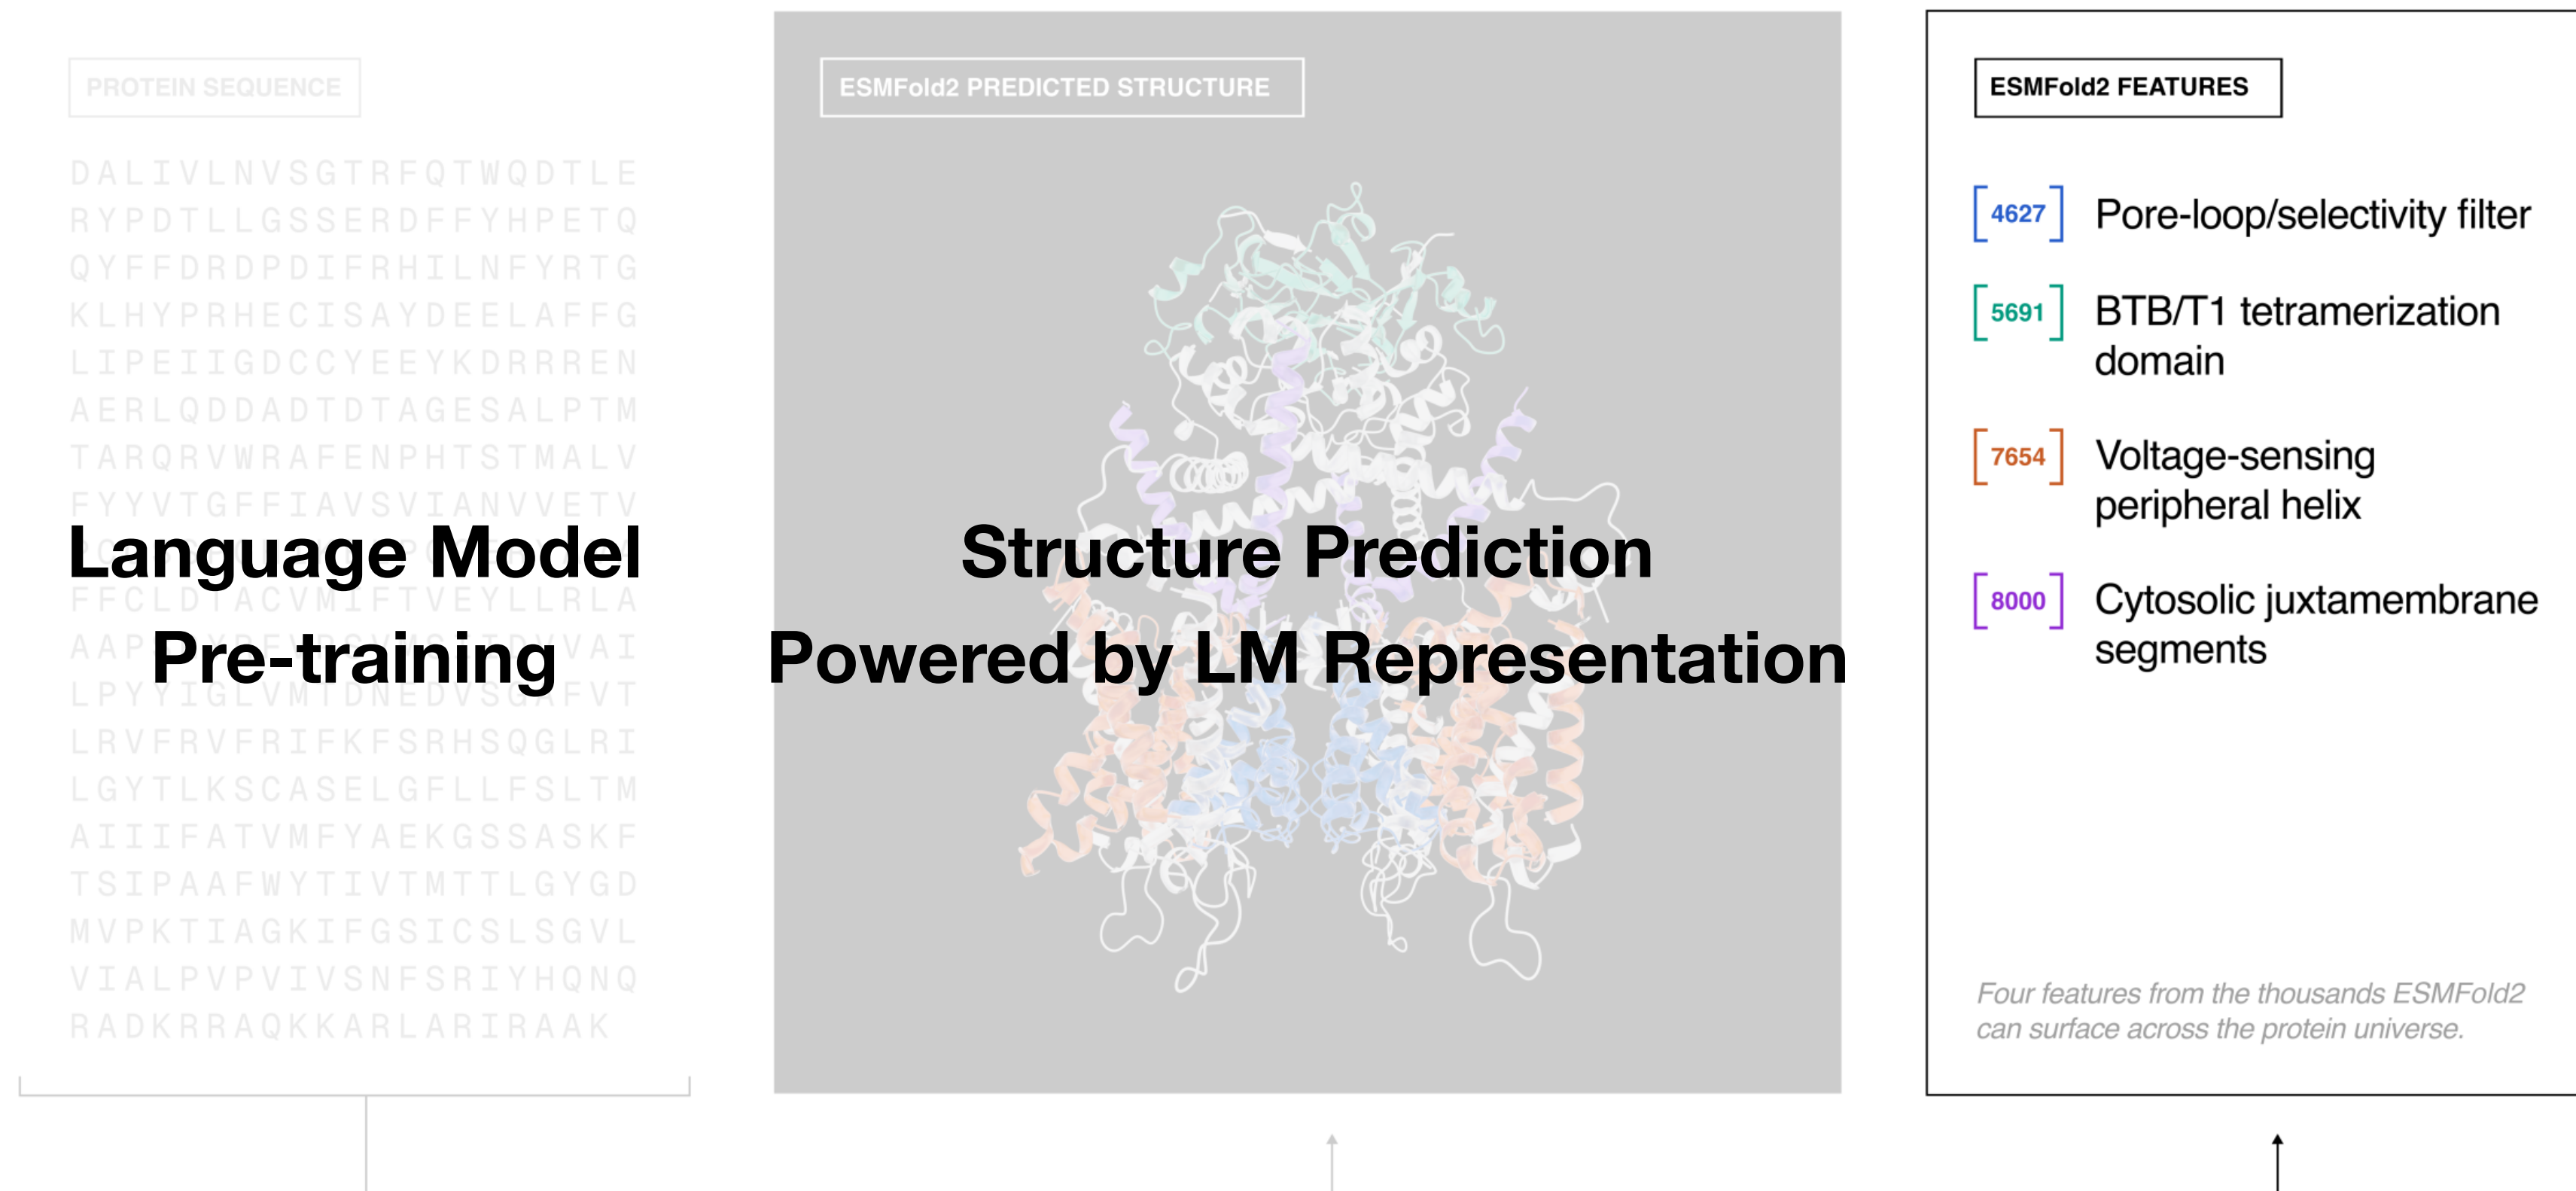 PROTEIN SEQUENCE
DALIVLNVSGTRFQTWQDTLE
RYPDTLLGSSERDFFYHPETQ
QYFFDRDPDIFRHILNFYRTG
KLHYPRHECISAYDEELAFFG
LIPEIIGDCCYEEYKDRRREN
AERLQDDADTDTAGESALPTM
TARQRVWRAFENPHTSTMALV
FYYVTGFFIAVSVIANVVETV
Language Model
FFCLDTACVMIFTVEYLLRLA
Pre-training
LPYYIGLVMTDNEDVSGAFVT
LRVFRVFRIFKFSRHSQGLRI
LGYTLKSCASELGFLLFSLTM
AIIIFATVMFYAEKGSSASKF
TSIPAAFWYTIVTMTTLGYGD
MVPKTIAGKIFGSICSLSGVL
VIALPVPVIVSNFSRIYHQNQ
RADKRRAQKKARLARIRAAK
ESMFold2 PREDICTED STRUCTURE
Structure Prediction
Powered by LM Representation
ESMFold2 FEATURES
[4627] Pore-loop/selectivity filter
[5691] BTB/T1 tetramerization
domain
[7654] Voltage-sensing
peripheral helix
[8000] Cytosolic juxtamembrane
segments
Four features from the thousands ESMFold2
can surface across the protein universe.